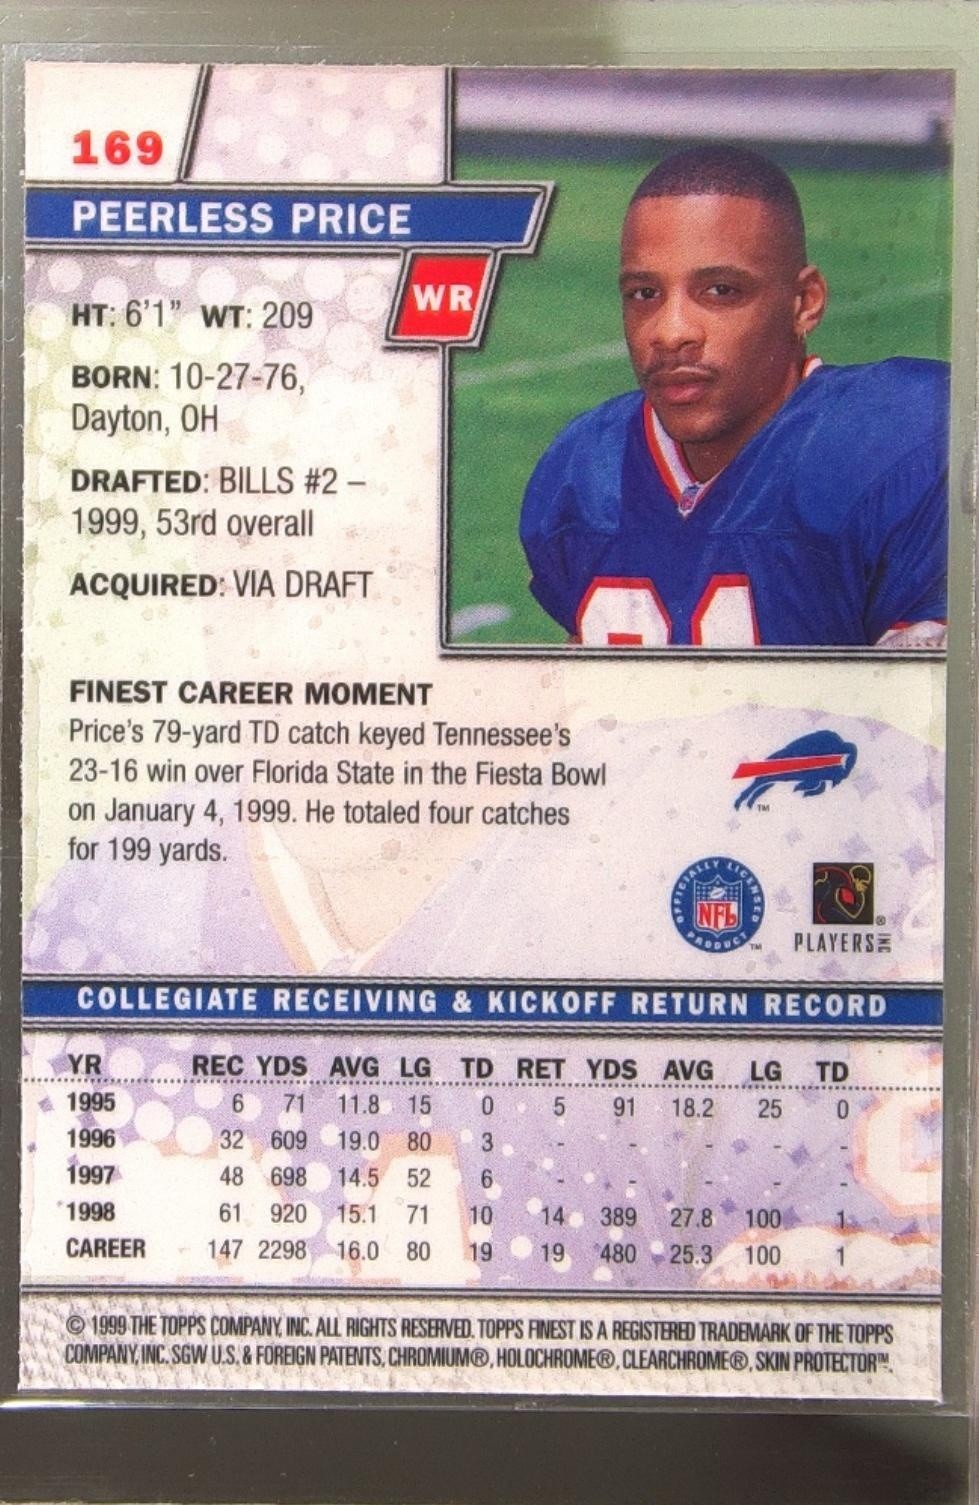 169
PEERLESS PRICE
WR
HT: 6'1" WT: 209
BORN: 10-27-76,
Dayton, OH
DRAFTED: BILLS #2 –
1999, 53rd overall
ACQUIRED: VIA DRAFT
FINEST CAREER MOMENT
Price's 79-yard TD catch keyed Tennessee's
23-16 win over Florida State in the Fiesta Bowl
on January 4, 1999. He totaled four catches
for 199 yards.
TM
OFFICIALLY LICENSED
NFL
PRODUCT
TM
®
PLAYERS INC
COLLEGIATE RECEIVING & KICKOFF RETURN RECORD
YR REC YDS AVG LG TD RET YDS AVG LG TD
1995 6 71 11.8 15 0 5 91 18.2 25 0
1996 32 609 19.0 80 3 - - - - -
1997 48 698 14.5 52 6 - - - - -
1998 61 920 15.1 71 10 14 389 27.8 100 1
CAREER 147 2298 16.0 80 19 19 480 25.3 100 1
© 1999 THE TOPPS COMPANY, INC. ALL RIGHTS RESERVED. TOPPS FINEST IS A REGISTERED TRADEMARK OF THE TOPPS
COMPANY, INC. SGW U.S. & FOREIGN PATENTS, CHROMIUM®, HOLOCHROME®, CLEARCHROME®, SKIN PROTECTOR™.